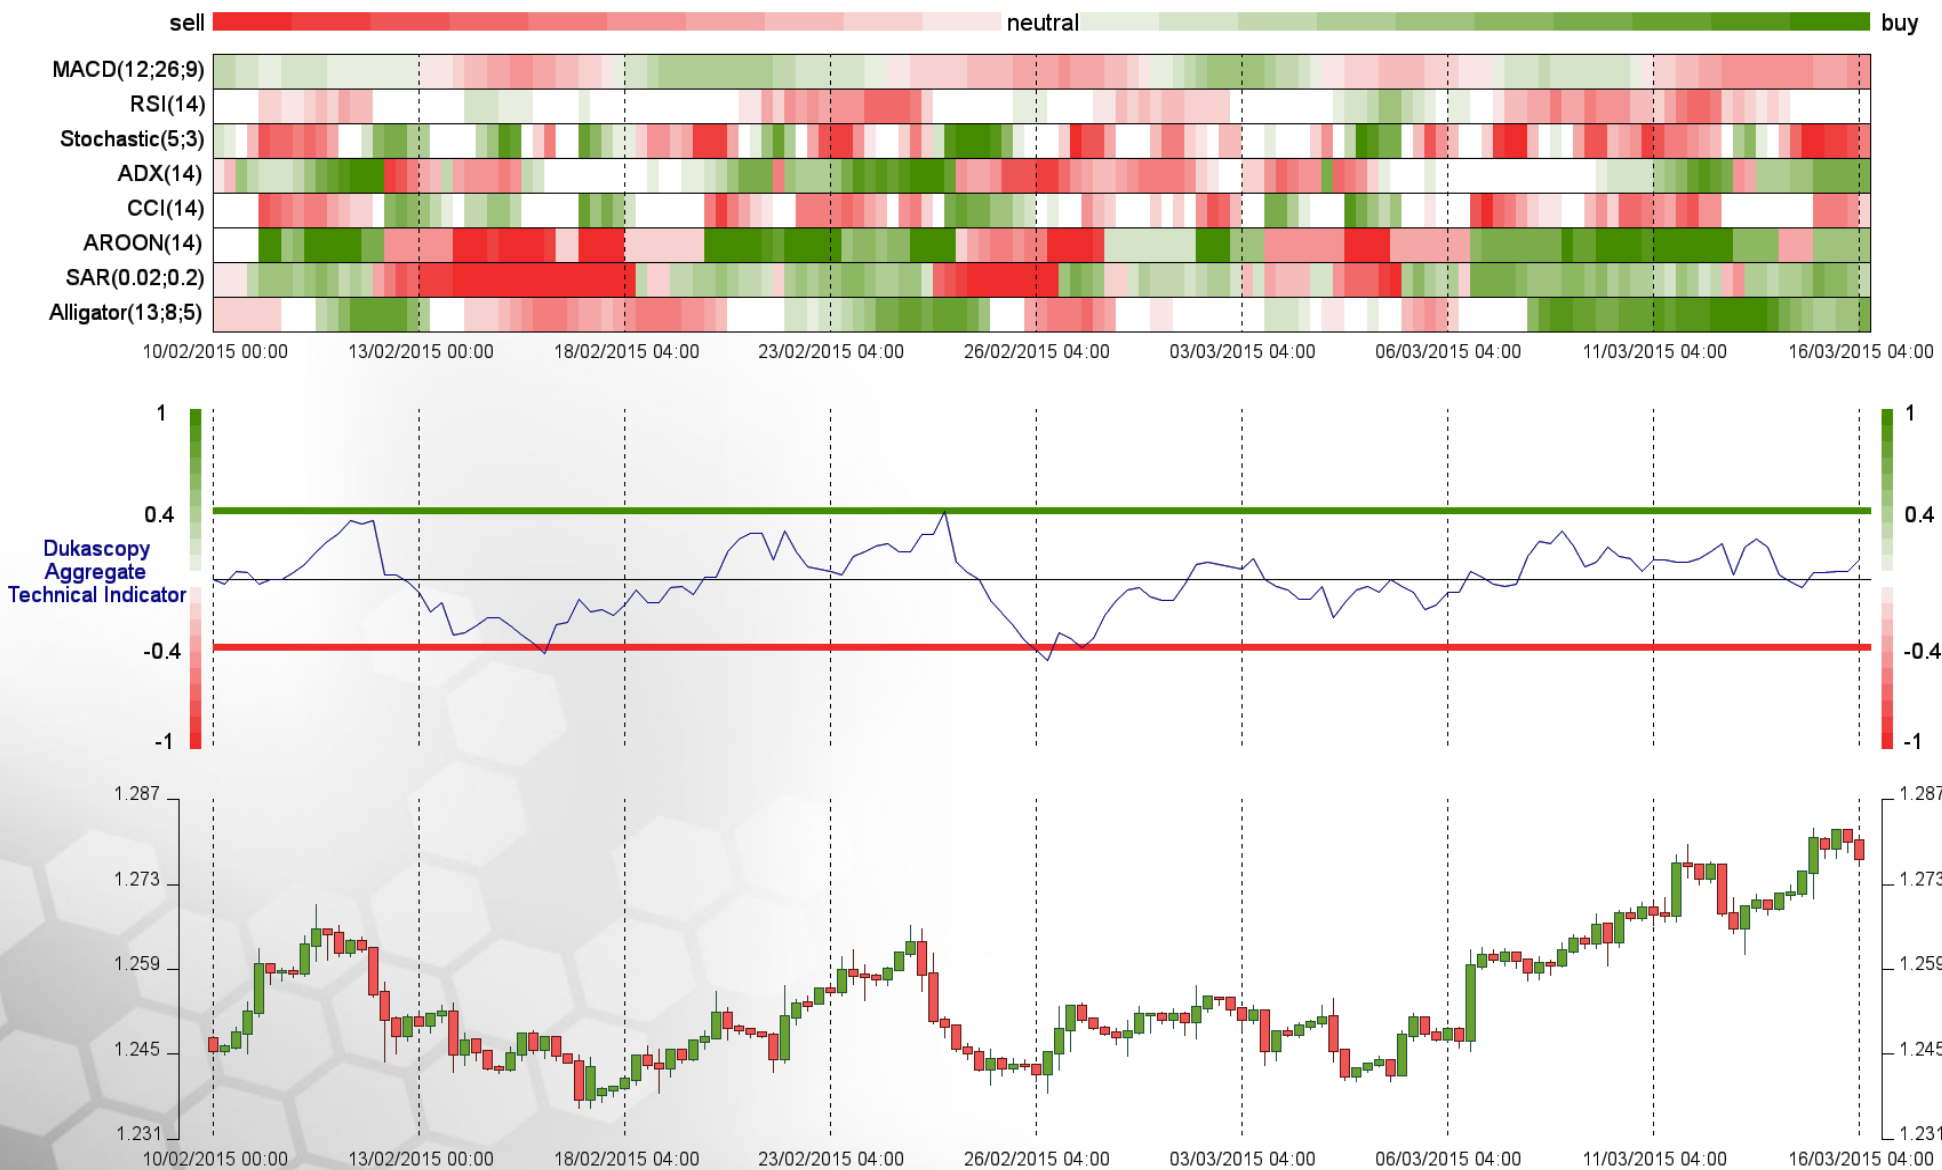 sell neutral buy
MACD(12;26;9)
RSI(14)
Stochastic(5;3)
ADX(14)
CCI(14)
AROON(14)
SAR(0.02;0.2)
Alligator(13;8;5)
10/02/2015 00:00 13/02/2015 00:00 18/02/2015 04:00 23/02/2015 04:00 26/02/2015 04:00 03/03/2015 04:00 06/03/2015 04:00 11/03/2015 04:00 16/03/2015 04:00
1 1
0.4 0.4
Dukascopy
Aggregate
Technical Indicator
-0.4 -0.4
-1 -1
1.287 1.287
1.273 1.273
1.259 1.259
1.245 1.245
1.231 1.231
10/02/2015 00:00 13/02/2015 00:00 18/02/2015 04:00 23/02/2015 04:00 26/02/2015 04:00 03/03/2015 04:00 06/03/2015 04:00 11/03/2015 04:00 16/03/2015 04:00